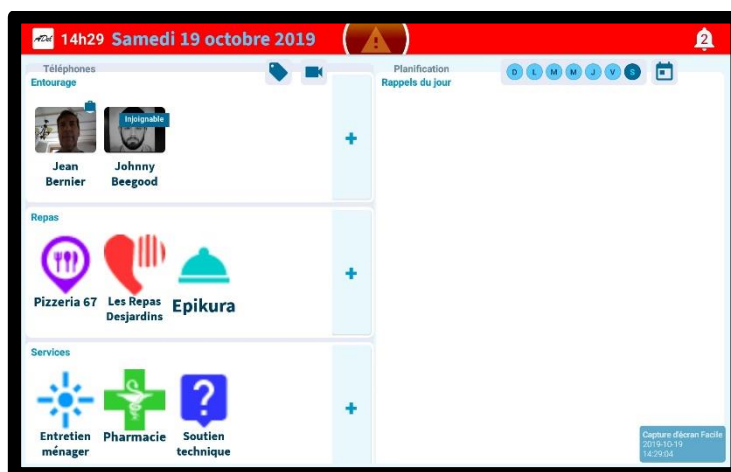 ADel 14h29 Samedi 19 octobre 2019
2
Téléphones
Entourage
Injoignable
Jean
Bernier
Johnny
Beegood
+
Repas
Pizzeria 67
Les Repas
Desjardins
Epikura
+
Services
Entretien
ménager
Pharmacie
?
Soutien
technique
+
Planification
Rappels du jour
D L M M J V S
Capture d'écran Facile
2019-10-19
14:29:04